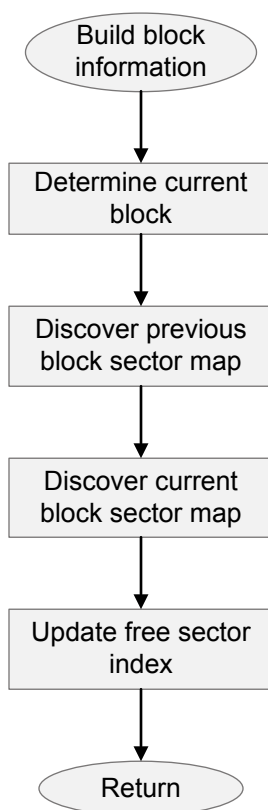 Build block
information
Determine current
block
Discover previous
block sector map
Discover current
block sector map
Update free sector
index
Return